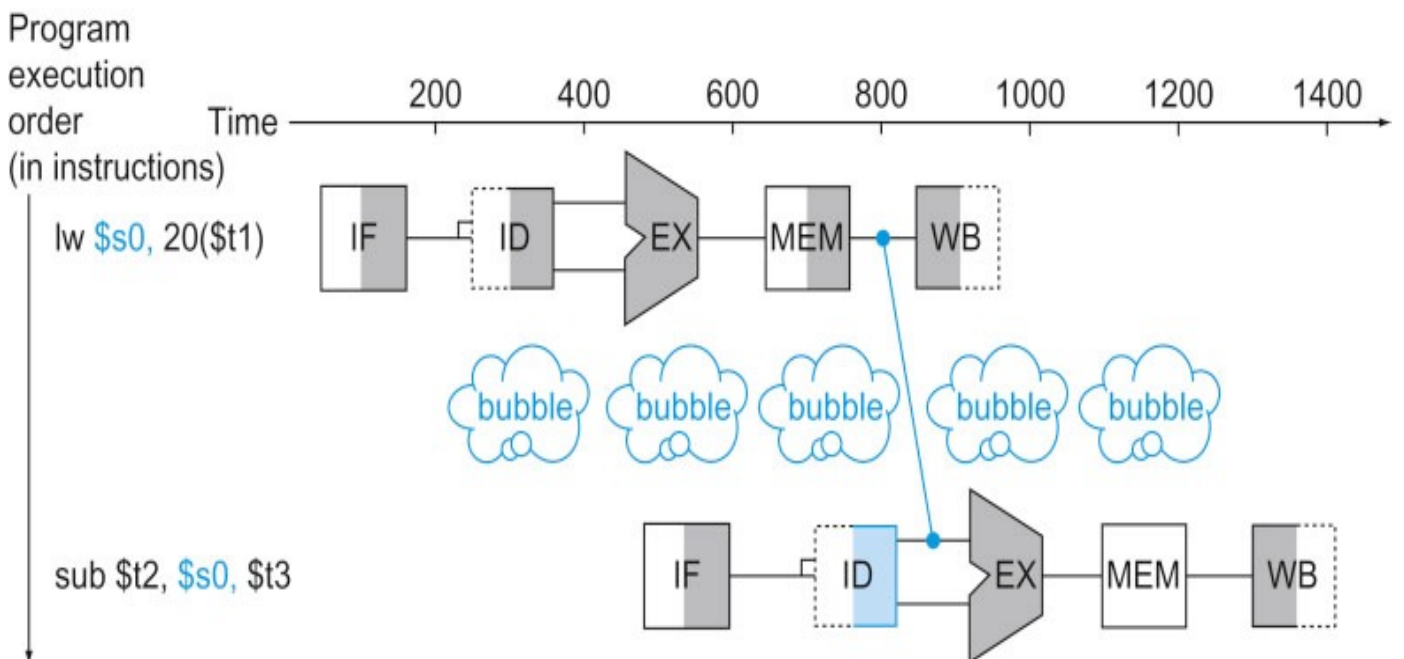 Program
execution
order
(in instructions)
Time
200 400 600 800 1000 1200 1400
lw $s0, 20($t1)
IF ID EX MEM WB
bubble bubble bubble bubble bubble
sub $t2, $s0, $t3
IF ID EX MEM WB